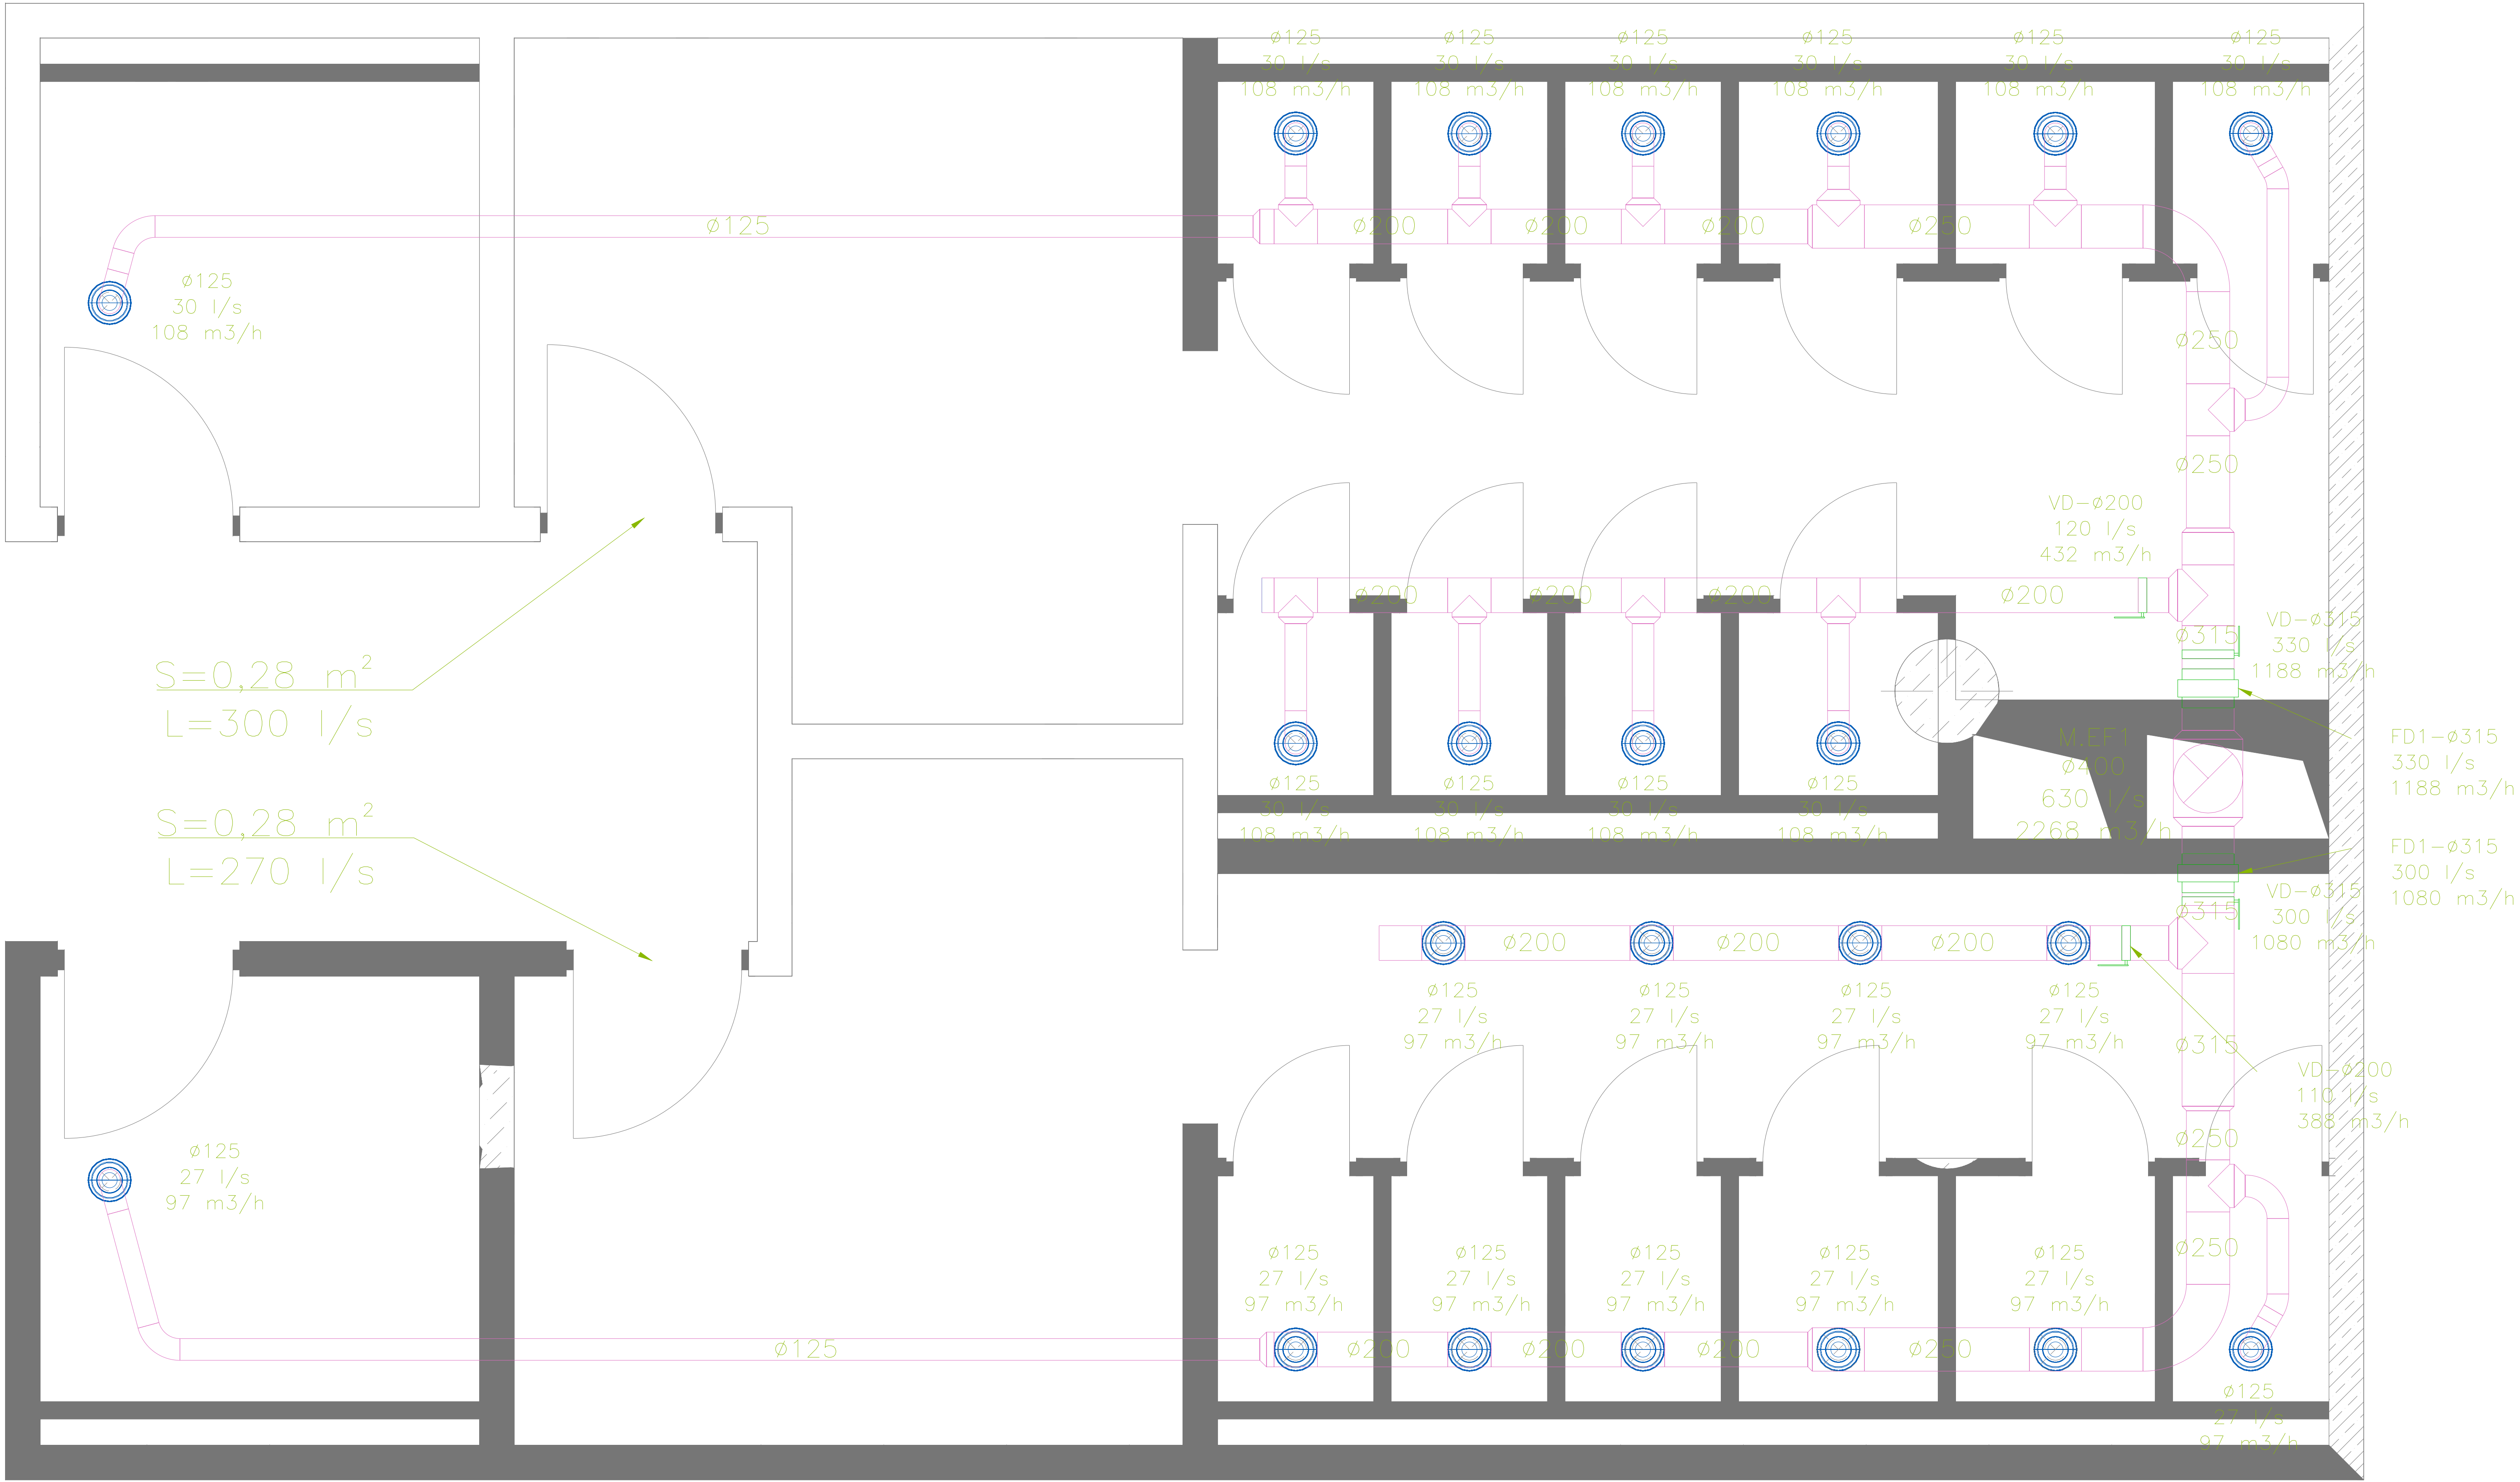 ø125
30 l/s
108 m3/h
ø125
30 l/s
108 m3/h
ø125
30 l/s
108 m3/h
ø125
30 l/s
108 m3/h
ø125
30 l/s
108 m3/h
ø125
30 l/s
108 m3/h
ø125
ø200
ø200
ø200
ø250
ø125
30 l/s
108 m3/h
ø250
ø250
VD-ø200
120 l/s
432 m3/h
ø200
ø200
ø200
ø200
ø315
VD-ø315
330 l/s
1188 m3/h
S=0,28 m²
L=300 l/s
FD1-ø315
330 l/s
1188 m3/h
M.EF1
ø400
630 l/s
2268 m3/h
ø125
30 l/s
108 m3/h
ø125
30 l/s
108 m3/h
ø125
30 l/s
108 m3/h
ø125
30 l/s
108 m3/h
S=0,28 m²
L=270 l/s
FD1-ø315
300 l/s
1080 m3/h
VD-ø315
300 l/s
1080 m3/h
ø315
ø200
ø200
ø200
ø125
27 l/s
97 m3/h
ø125
27 l/s
97 m3/h
ø125
27 l/s
97 m3/h
ø125
27 l/s
97 m3/h
ø315
VD-ø200
110 l/s
388 m3/h
ø250
ø125
27 l/s
97 m3/h
ø250
ø125
27 l/s
97 m3/h
ø125
27 l/s
97 m3/h
ø125
27 l/s
97 m3/h
ø125
27 l/s
97 m3/h
ø125
27 l/s
97 m3/h
ø125
ø200
ø200
ø200
ø250
ø125
27 l/s
97 m3/h